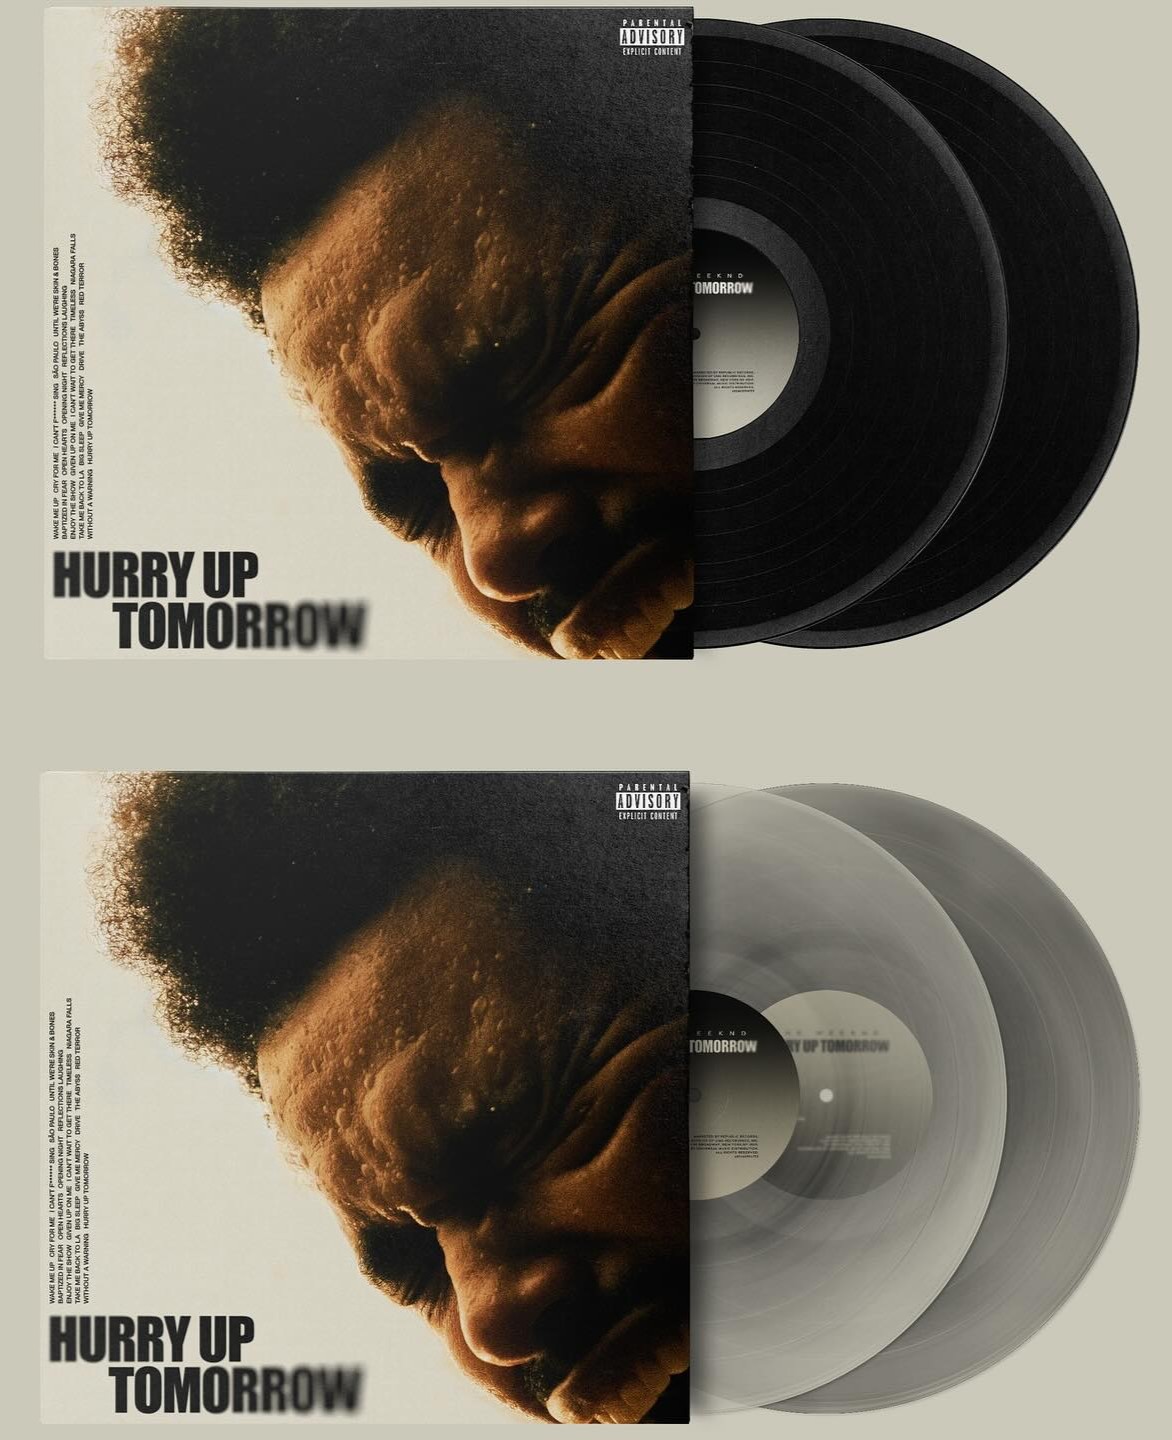 PARENTAL
ADVISORY
EXPLICIT CONTENT
EEKND
TOMORROW
WAKE ME UP CRY FOR ME I CAN'T F****** SING SÃO PAULO UNTIL WE'RE SKIN & BONES
BAPTIZED IN FEAR OPEN HEARTS OPENING NIGHT REFLECTIONS LAUGHING
ENJOY THE SHOW GIVEN UP ON ME I CAN'T WAIT TO GET THERE TIMELESS NIAGARA FALLS
TAKE ME BACK TO LA BIG SLEEP GIVE ME MERCY DRIVE THE ABYSS RED TERROR
WITHOUT A WARNING HURRY UP TOMORROW
HURRY UP
TOMORROW
PARENTAL
ADVISORY
EXPLICIT CONTENT
EEKND
TOMORROW
HE WEEKND
RY UP TOMORROW
WAKE ME UP CRY FOR ME I CAN'T F****** SING SÃO PAULO UNTIL WE'RE SKIN & BONES
BAPTIZED IN FEAR OPEN HEARTS OPENING NIGHT REFLECTIONS LAUGHING
ENJOY THE SHOW GIVEN UP ON ME I CAN'T WAIT TO GET THERE TIMELESS NIAGARA FALLS
TAKE ME BACK TO LA BIG SLEEP GIVE ME MERCY DRIVE THE ABYSS RED TERROR
WITHOUT A WARNING HURRY UP TOMORROW
HURRY UP
TOMORROW